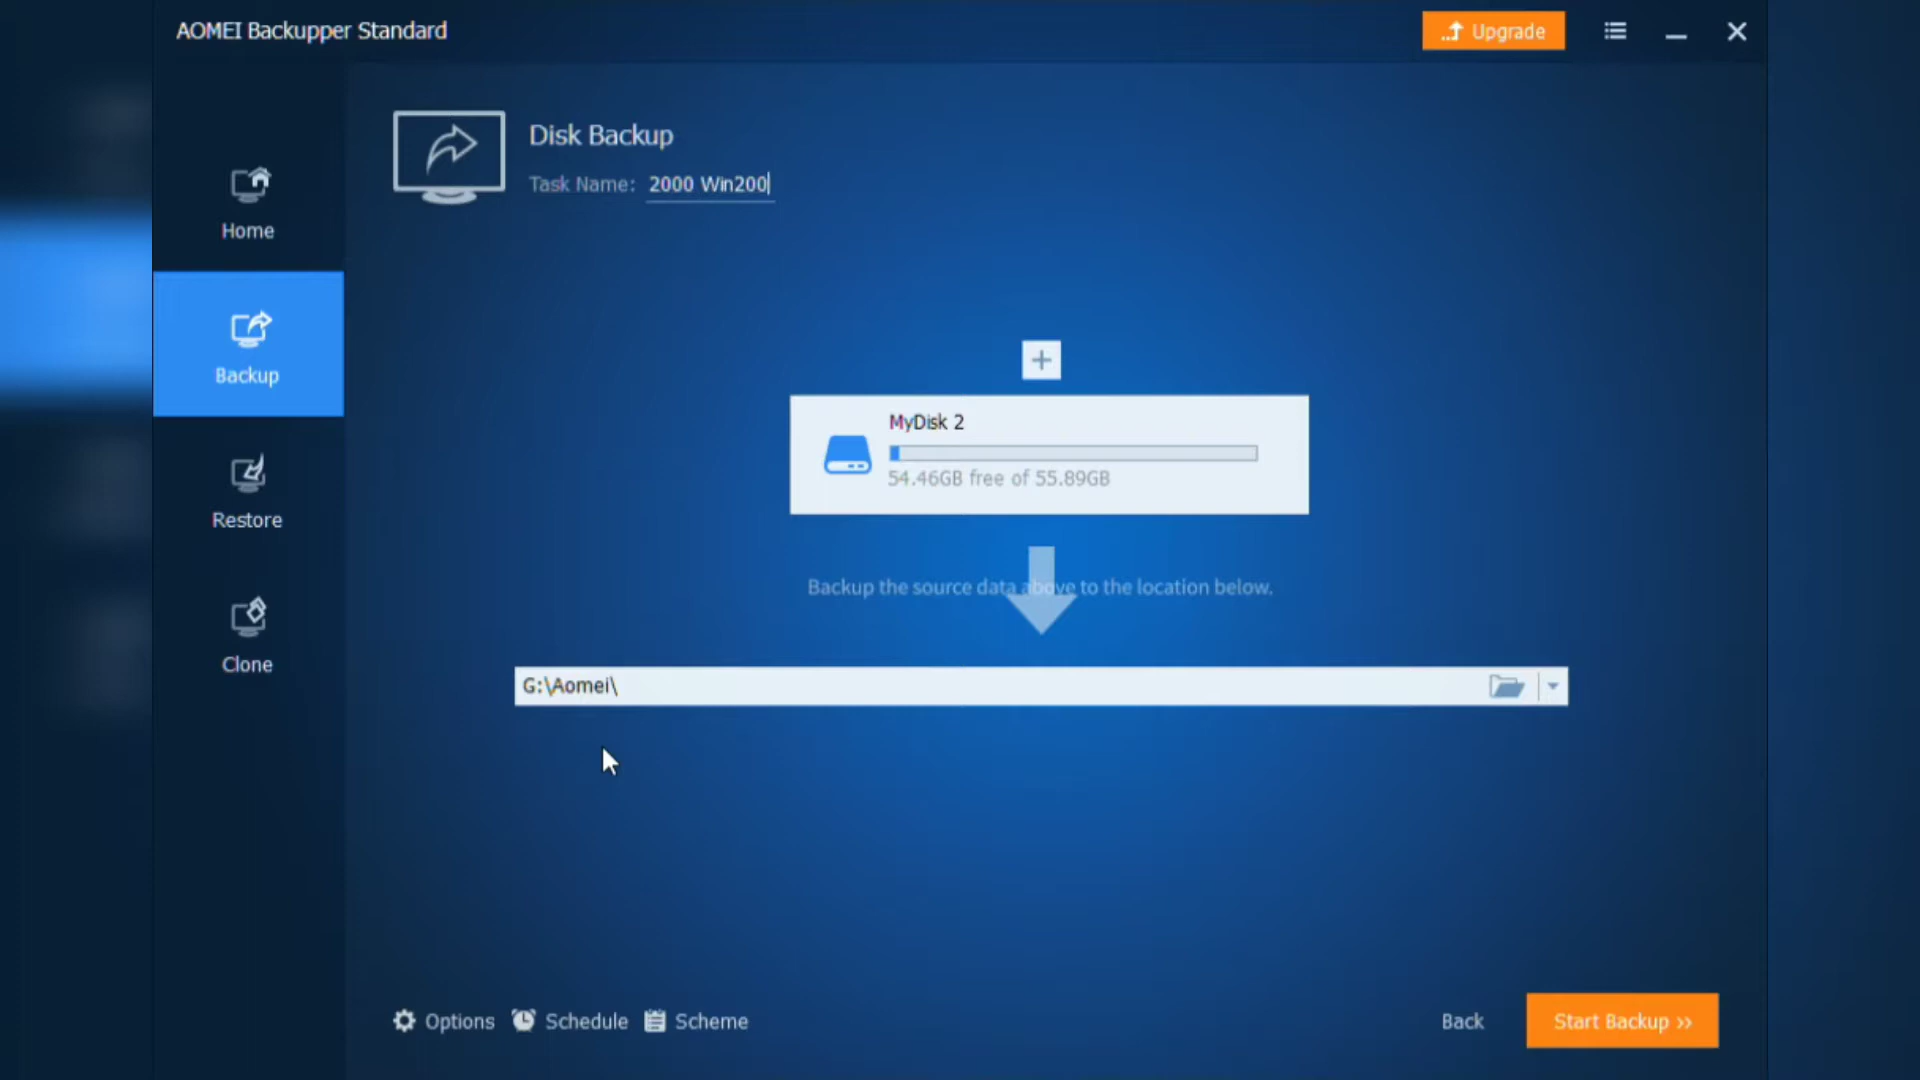 AOMEI Backupper Standard
Upgrade
Disk Backup
Task Name: 2000 Win200
Home
Backup
Restore
Clone
MyDisk 2
54.46GB free of 55.89GB
Backup the source data above to the location below.
G:\Aomei\
Options Schedule Scheme
Back
Start Backup >>